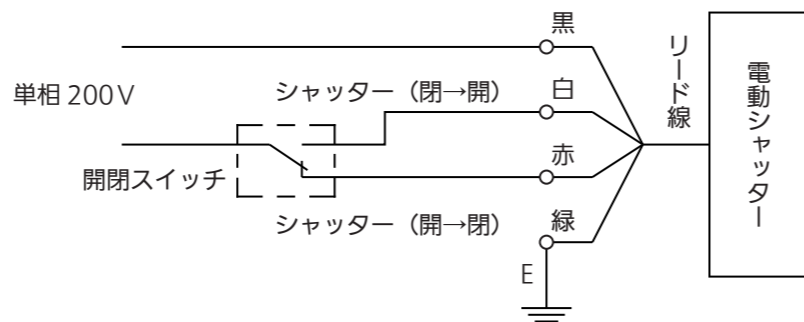 黒
単相 200V
シャッター（閉→開）
白
開閉スイッチ
赤
シャッター（開→閉）
緑
E
リード線
電動シャッター